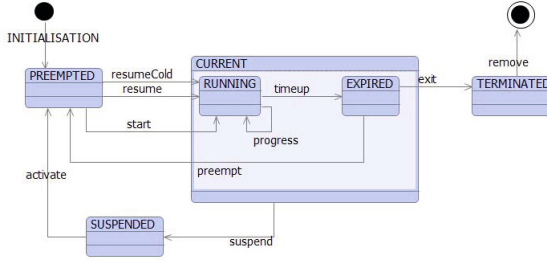 INITIALISATION
remove
CURRENT
PREEMPTED
resumeCold
resume
RUNNING
timeup
EXPIRED
exit
TERMINATED
start
progress
preempt
activate
SUSPENDED
suspend